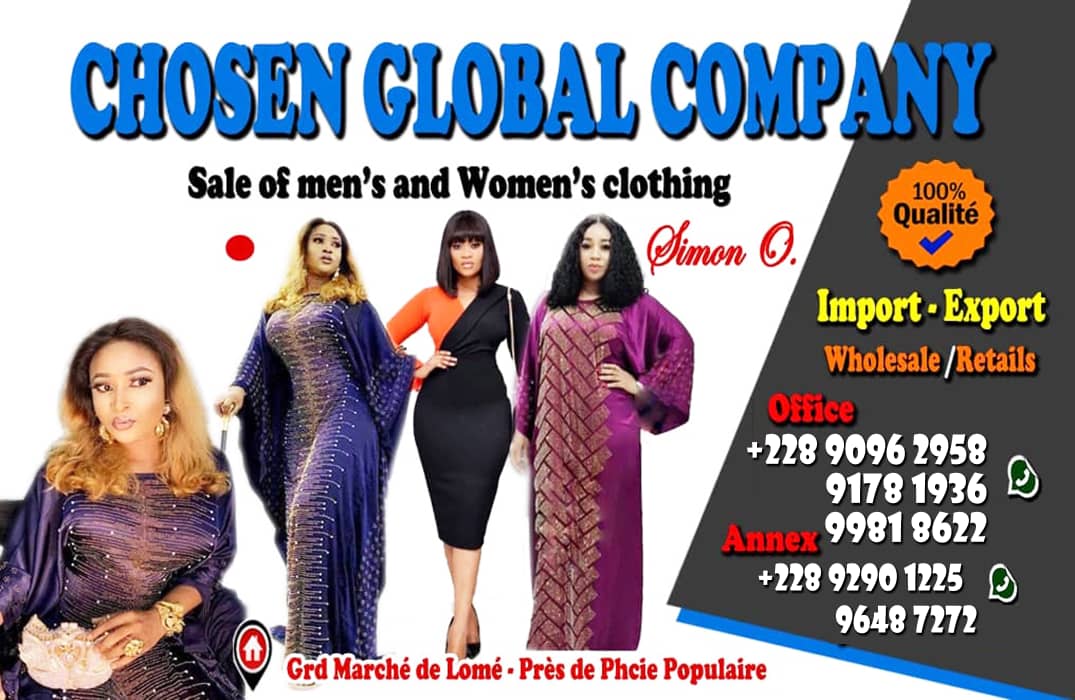 CHOSEN GLOBAL COMPANY
Sale of men's and Women's clothing
Simon O.
100%
Qualité
Import - Export
Wholesale / Retails
Office
+228 9096 2958
9178 1936
9981 8622
Annex
+228 9290 1225
9648 7272
Grd Marché de Lomé - Près de Phcie Populaire